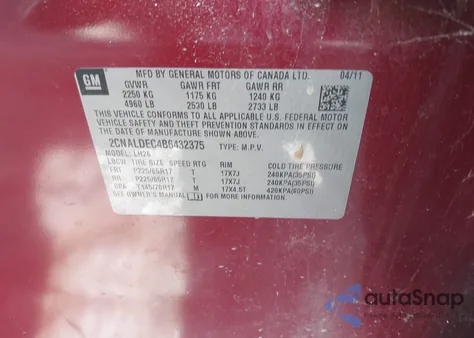 GM
MFD BY GENERAL MOTORS OF CANADA LTD. 04/11
GVWR GAWR FRT GAWR RR
2250 KG 1175 KG 1240 KG
4960 LB 2530 LB 2733 LB
THIS VEHICLE CONFORMS TO ALL APPLICABLE U.S. FEDERAL MOTOR
VEHICLE SAFETY, BUMPER, AND THEFT PREVENTION STANDARDS
IN EFFECT ON THE DATE OF MANUFACTURE SHOWN ABOVE.
2CNALDEC4B6432375 TYPE: M.P.V.
LBCW LH26
TIRE SIZE SPEED RTG RIM COLD TIRE PRESSURE
FRT P225/65R17 T 17X7J 240KPA(35PSI)
RR P225/65R17 T 17X7J 240KPA(35PSI)
SPA T145/70R17 M 17X4.5T 420KPA(60PSI)
SEE OWNER'S MANUAL FOR MORE INFORMATION.
autoSnap